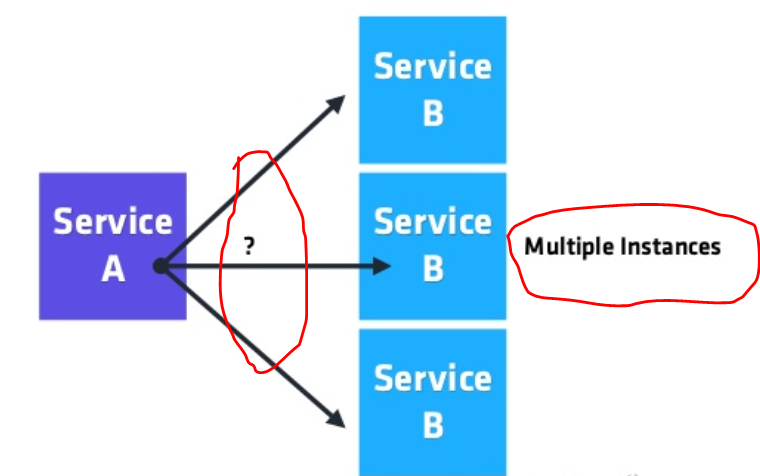 Service
B
Service
A
?
Service
B
Multiple Instances
Service
B